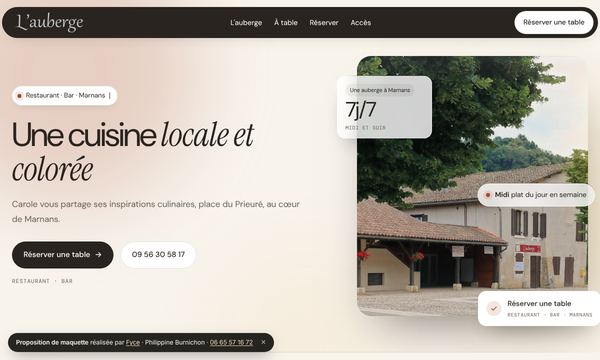 L'auberge
L'auberge À table Réserver Accès
Réserver une table
Restaurant · Bar · Marnans |
Une cuisine locale et
colorée
Carole vous partage ses inspirations culinaires, place du Prieuré, au cœur
de Marnans.
Réserver une table →
09 56 30 58 17
RESTAURANT · BAR
Une auberge à Marnans
7j/7
MIDI ET SOIR
Midi plat du jour en semaine
Réserver une table
RESTAURANT · BAR · MARNANS
Proposition de maquette réalisée par Fyce · Philippine Burnichon · 06 65 57 16 72 ×